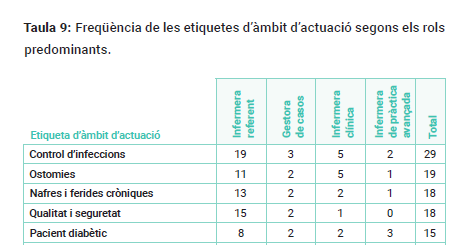 Taula 9: Freqüència de les etiquetes d'àmbit d'actuació segons els rols
predominants.
Etiqueta d'àmbit d'actuació
Infermera
referent
Gestora
de casos
Infermera
clínica
Infermera
de pràctica
avançada
Total
Control d'infeccions 19 3 5 2 29
Ostomies 11 2 5 1 19
Nafres i ferides cròniques 13 2 2 1 18
Qualitat i seguretat 15 2 1 0 18
Pacient diabètic 8 2 2 3 15